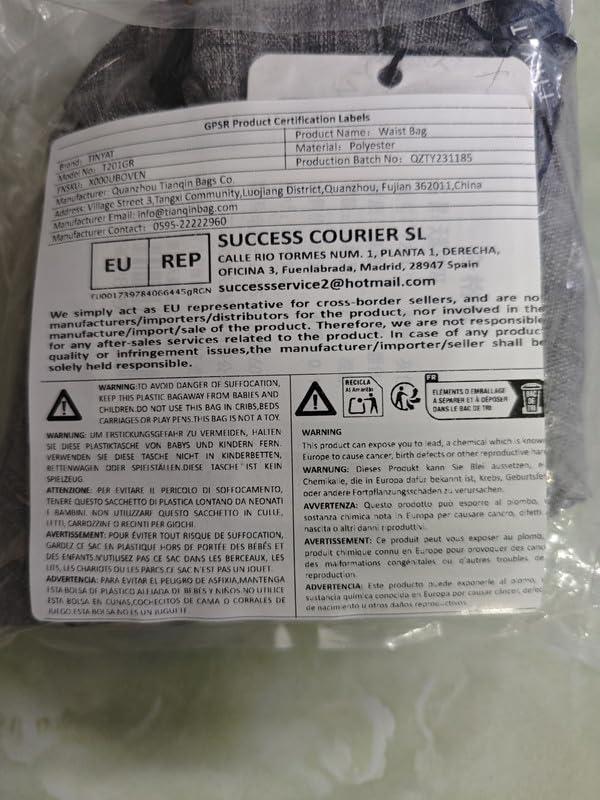 GPSR Product Certification Labels
Brand: TINYAT
Product Name: Waist Bag
Model No: T201GR
Material: Polyester
FNSKU: X000UBOVEN
Production Batch No: QZTY231185
Manufacturer: Quanzhou Tianqin Bags Co.
Address: Village Street 3,Tangxi Community,Luojiang District,Quanzhou, Fujian 362011,China
Manufacturer Email: info@tianqinbag.com
Manufacturer Contact: 0595-22222960
EU REP
SUCCESS COURIER SL
CALLE RIO TORMES NUM. 1, PLANTA 1, DERECHA,
OFICINA 3, Fuenlabrada, Madrid, 28947 Spain
successservice2@hotmail.com
EU001739784066445gRCN
We simply act as EU representative for cross-border sellers, and are no
manufacturers/importers/distributors for the product, nor involved in the
manufacture/import/sale of the product. Therefore, we are not responsible
for any after-sales services related to the product. In case of any produc
quality or infringement issues,the manufacturer/importer/seller shall be
solely held responsible.
WARNING:TO AVOID DANGER OF SUFFOCATION,
KEEP THIS PLASTIC BAGAWAY FROM BABIES AND
CHILDREN.DO NOT USE THIS BAG IN CRIBS,BEDS
CARRIAGES OR PLAY PENS.THIS BAG IS NOT A TOY.
WARNUNG: UM ERSTICKUNGSGEFAHR ZU VERMEIDEN, HALTEN
SIE DIESE PLASTIKTASCHE VON BABYS UND KINDERN FERN.
VERWENDEN SIE DIESE TASCHE NICHT IN KINDERBETTEN,
BETTENWAGEN ODER SPIELSTÄLLEN.DIESE TASCHE IST KEIN
SPIELZEUG
ATTENZIONE: PER EVITARE IL PERICOLO DI SOFFOCAMENTO,
TENERE QUESTO SACCHETTO DI PLASTICA LONTANO DA NEONATI
E BAMBINI. NON UTILIZZARE QUESTO SACCHETTO IN CULLE,
LETTI, CARROZZINE O RECINTI PER GIOCHI.
AVERTISSEMENT: POUR ÉVITER TOUT RISQUE DE SUFFOCATION,
GARDEZ CE SAC EN PLASTIQUE HORS DE PORTÉE DES BÉBÉS ET
DES ENFANTS.N'UTILISEZ PAS CE SAC DANS LES BERCEAUX, LES
LITS, LES CHARIOTS OU LES PARCS.CE SAC N'EST PAS UN JOUET.
ADVERTENCIA: PARA EVITAR EL PELIGRO DE ASFIXIA,MANTENGA
ESTA BOLSA DE PLÁSTICO ALEJADA DE BEBÉS Y NIÑOS.NO UTILICE
ESTA BOLSA EN CUNAS,COCHECITOS DE CAMA O CORRALES DE
JUEGO.ESTA BOLSA NO ES UN JUGUETE
RECICLA
Al Amarillo
FR
ÉLÉMENTS D EMBALLAGE
À SÉPARER ET À DÉPOSER
DANS LE BAC DE TRI
BAC
DE
TRI
WARNING
This product can expose you to lead, a chemical which is known
Europe to cause cancer, birth defects or other reproductive harm
WARNUNG: Dieses Produkt kann Sie Blei aussetzen, e
Chemikalie, die in Europa dafür bekannt ist, Krebs, Geburtsfe
oder andere Fortpflanzungsschäden zu verursachen.
AVVERTENZA: Questo prodotto può esporre al piombo,
sostanza chimica nota in Europa per causare cancro, difetti
nascita o altri danni riproduttivi.
AVERTISSEMENT: Ce produit peut vous exposer au plomb,
produit chimique connu en Europe pour provoquer des canc
des malformations congénitales ou d'autres troubles de
reproduction.
ADVERTENCIA: Este producto puede exponerle al plomo,
sustancia química conocida en Europa por causar cáncer, defec
de nacimiento u otros daños reproductivos.